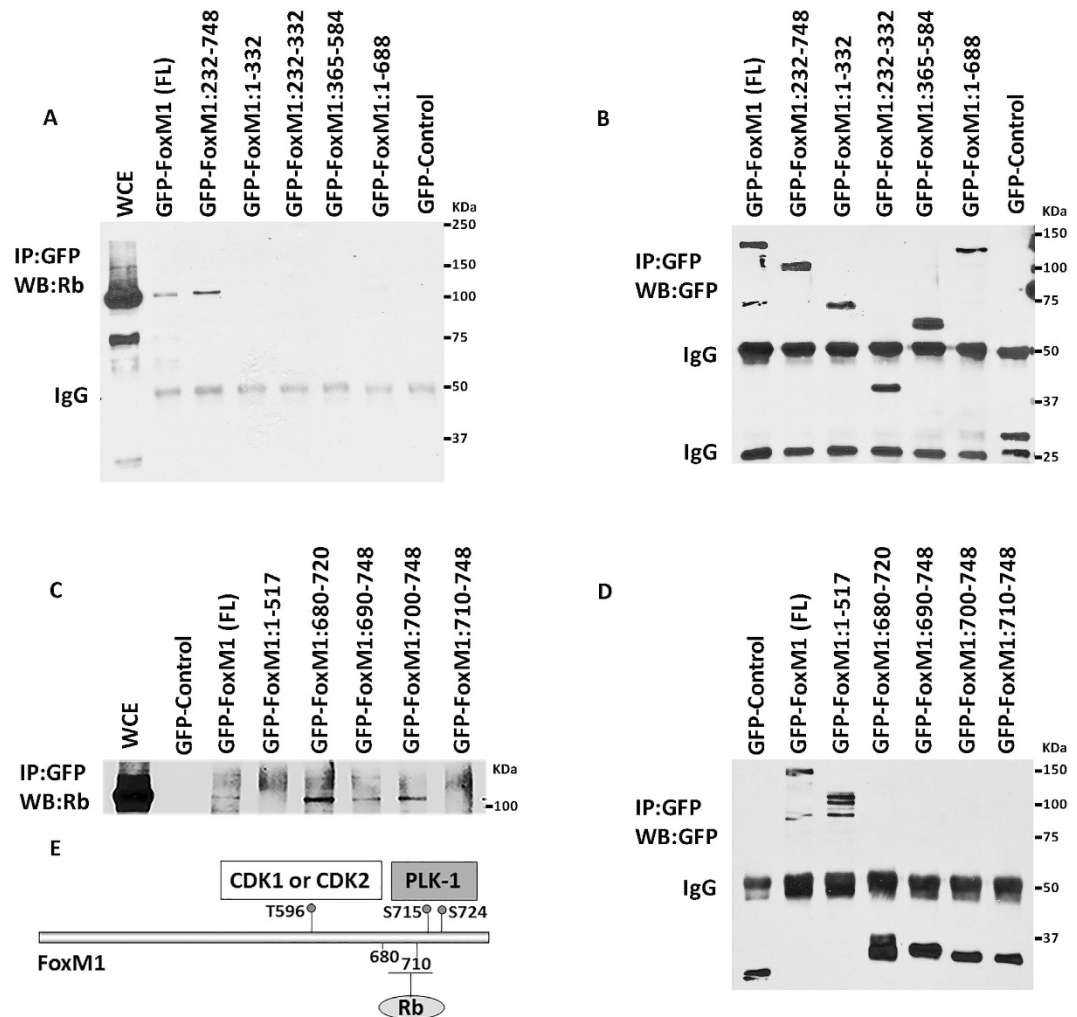 A
WCE
GFP-FoxM1 (FL)
GFP-FoxM1:232-748
GFP-FoxM1:1-332
GFP-FoxM1:232-332
GFP-FoxM1:365-584
GFP-FoxM1:1-688
GFP-Control
KDa
250
IP:GFP
WB:Rb
150
100
75
IgG
50
37
B
GFP-FoxM1 (FL)
GFP-FoxM1:232-748
GFP-FoxM1:1-332
GFP-FoxM1:232-332
GFP-FoxM1:365-584
GFP-FoxM1:1-688
GFP-Control
KDa
150
IP:GFP
WB:GFP
100
75
IgG
50
37
IgG
25
C
WCE
GFP-Control
GFP-FoxM1 (FL)
GFP-FoxM1:1-517
GFP-FoxM1:680-720
GFP-FoxM1:690-748
GFP-FoxM1:700-748
GFP-FoxM1:710-748
IP:GFP
WB:Rb
KDa
100
D
GFP-Control
GFP-FoxM1 (FL)
GFP-FoxM1:1-517
GFP-FoxM1:680-720
GFP-FoxM1:690-748
GFP-FoxM1:700-748
GFP-FoxM1:710-748
KDa
150
IP:GFP
WB:GFP
100
75
IgG
50
37
E
CDK1 or CDK2
PLK-1
T596
S715
S724
FoxM1
680
710
Rb